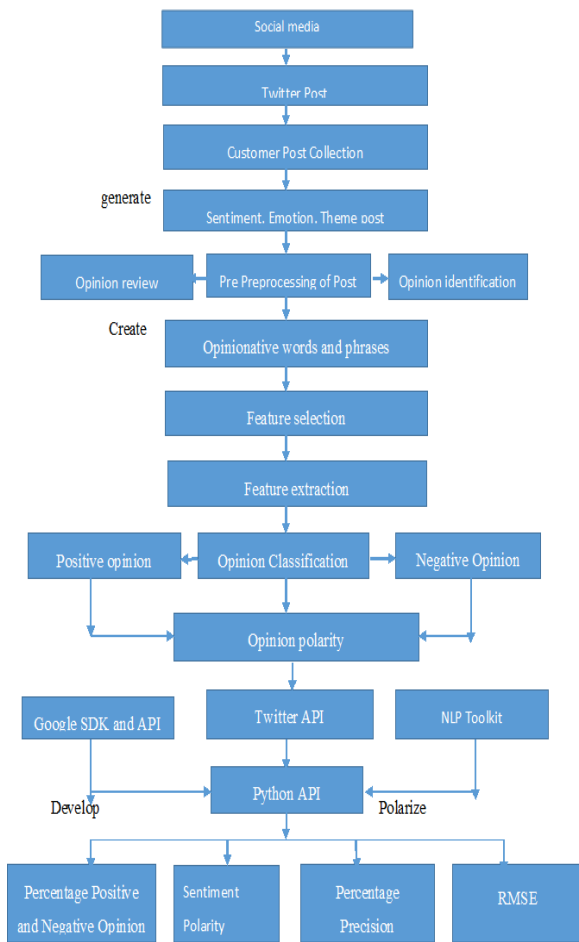 Social media
Twitter Post
Customer Post Collection
generate
Sentiment. Emotion. Theme post
Opinion review
Pre Preprocessing of Post
Opinion identification
Create
Opinionative words and phrases
Feature selection
Feature extraction
Positive opinion
Opinion Classification
Negative Opinion
Opinion polarity
Google SDK and API
Twitter API
NLP Toolkit
Python API
Develop
Polarize
Percentage Positive
and Negative Opinion
Sentiment
Polarity
Percentage
Precision
RMSE